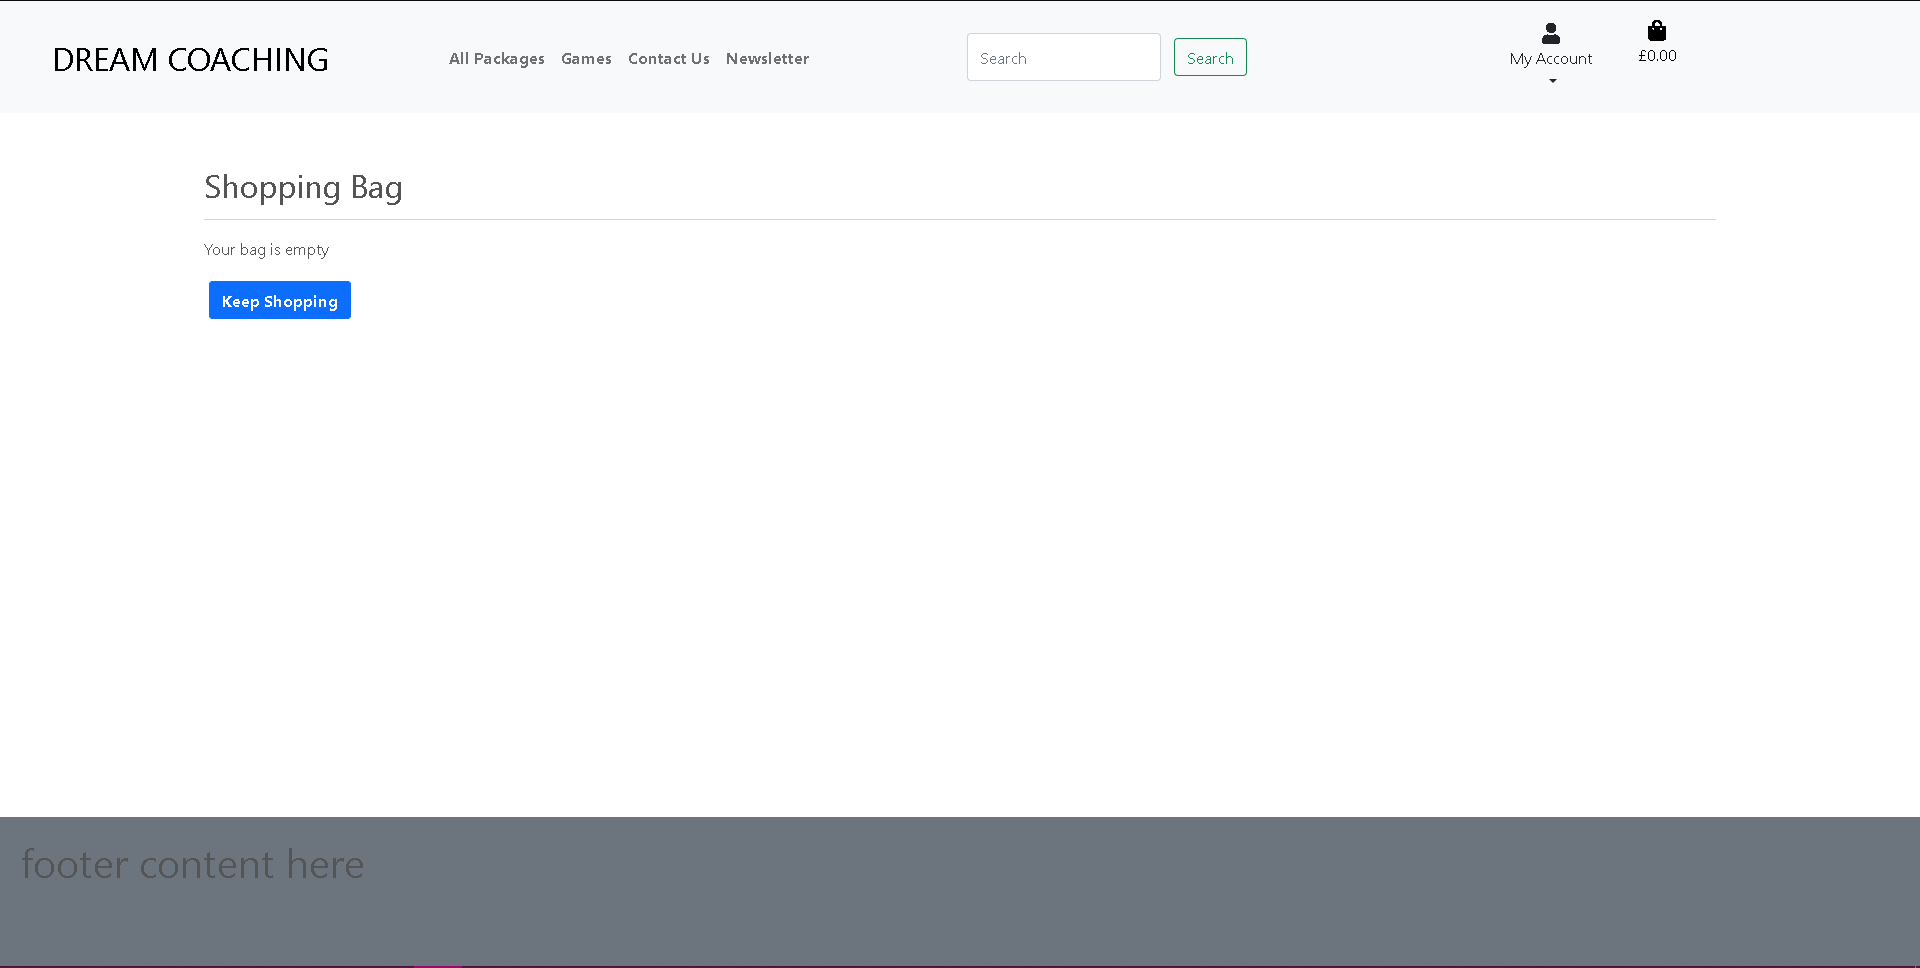 DREAM COACHING
All Packages Games Contact Us Newsletter
Search Search
My Account
£0.00
Shopping Bag
Your bag is empty
Keep Shopping
footer content here